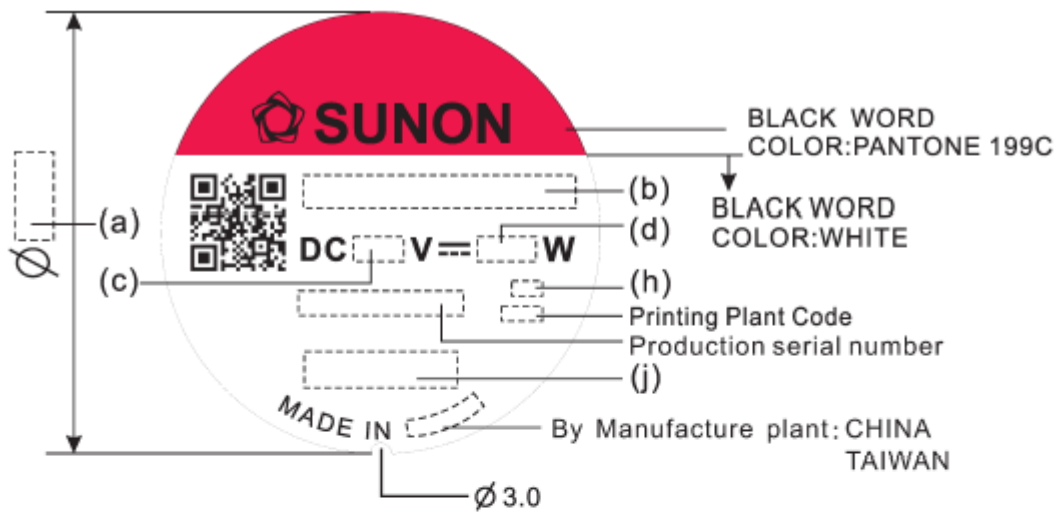 SUNON
BLACK WORD
COLOR:PANTONE 199C
(a)
(b)
BLACK WORD
COLOR:WHITE
(d)
DC V W
(c)
(h)
Printing Plant Code
Production serial number
(j)
MADE IN
By Manufacture plant: CHINA
TAIWAN
Ø
Ø 3.0